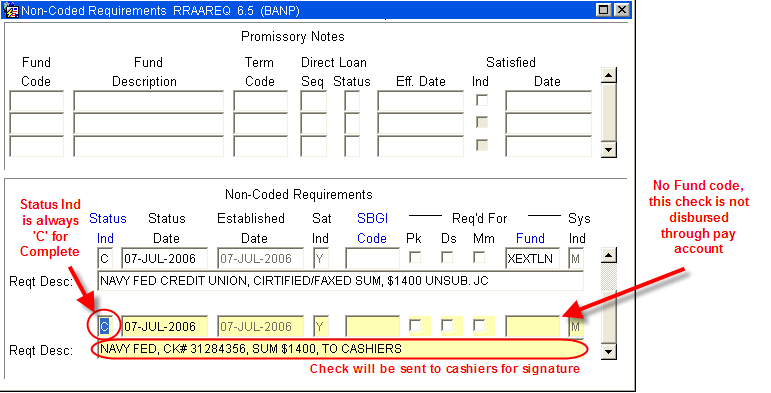 Non-Coded Requirements RRAAREQ 6.5 (BANP)
Promissory Notes
Fund Fund Term Direct Loan Satisfied
Code Description Code Seq Status Eff. Date Ind Date
Non-Coded Requirements
Status Status Established Sat SBGI Req'd For Sys
Ind Date Date Ind Code Pk Ds Mm Fund Ind
C 07-JUL-2006 07-JUL-2006 Y XEXTLN M
Reqt Desc: NAVY FED CREDIT UNION, CIRTIFIED/FAXED SUM, $1400 UNSUB. JC
C 07-JUL-2006 07-JUL-2006 Y M
Reqt Desc: NAVY FED, CK# 31284356, SUM $1400, TO CASHIERS
Check will be sent to cashiers for signature
Status Ind
is always
'C' for
Complete
No Fund code,
this check is not
disbursed
through pay
account